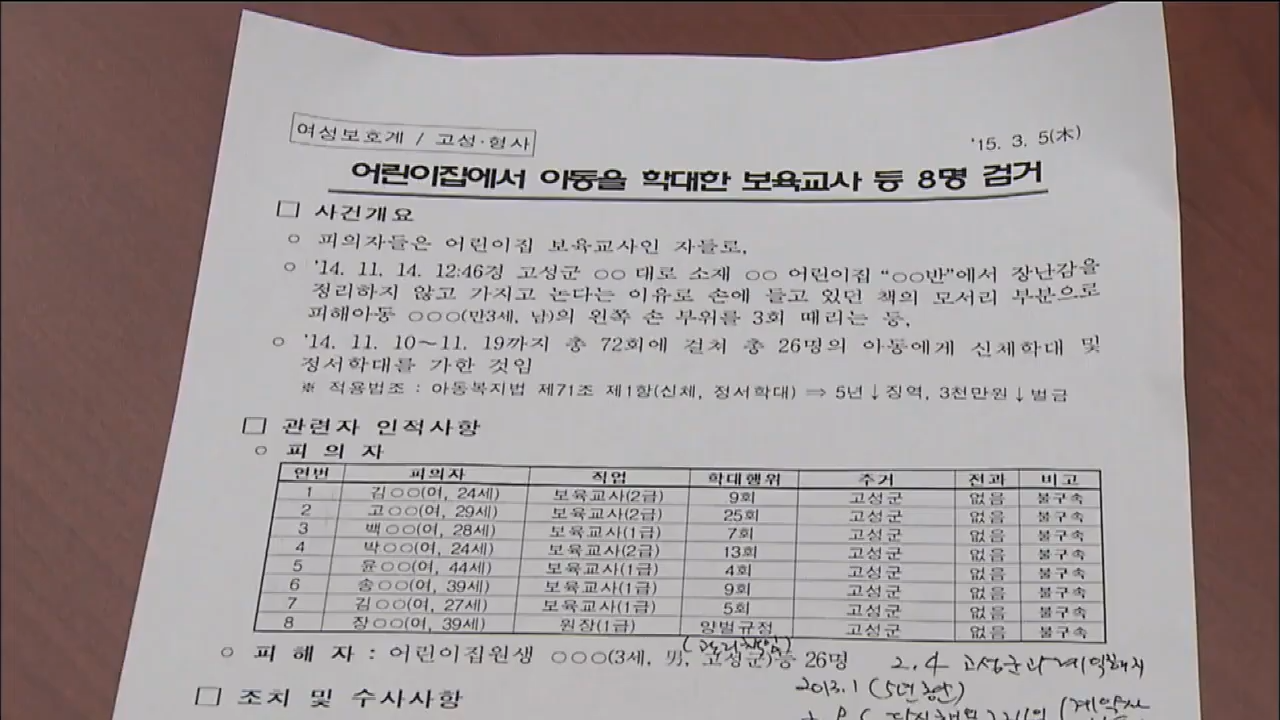 여성보호계 / 고성·형사
'15. 3. 5(木)
어린이집에서 아동을 학대한 보육교사 등 8명 검거
□ 사건개요
○ 피의자들은 어린이집 보육교사인 자들로,
○ '14. 11. 14. 12:46경 고성군 ○○ 대로 소재 ○○ 어린이집 "○○반"에서 장난감을
정리하지 않고 가지고 논다는 이유로 손에 들고 있던 책의 모서리 부분으로
피해아동 ○○○(만3세, 남)의 왼쪽 손 부위를 3회 때리는 등,
○ '14. 11. 10～11. 19까지 총 72회에 걸쳐 총 26명의 아동에게 신체학대 및
정서학대를 가한 것임
※ 적용법조 : 아동복지법 제71조 제1항(신체, 정서학대) ⇒ 5년↓징역, 3천만원↓벌금
□ 관련자 인적사항
○ 피 의 자
연번 피의자 직업 학대행위 주거 전과 비고
1 김○○(여, 24세) 보육교사(2급) 9회 고성군 없음 불구속
2 고○○(여, 29세) 보육교사(2급) 25회 고성군 없음 불구속
3 백○○(여, 28세) 보육교사(1급) 7회 고성군 없음 불구속
4 박○○(여, 24세) 보육교사(2급) 13회 고성군 없음 불구속
5 윤○○(여, 44세) 보육교사(1급) 4회 고성군 없음 불구속
6 송○○(여, 39세) 보육교사(1급) 9회 고성군 없음 불구속
7 김○○(여, 27세) 보육교사(1급) 5회 고성군 없음 불구속
8 장○○(여, 39세) 원장(1급) 양벌규정 고성군 없음 불구속
(관리책임)
○ 피 해 자 : 어린이집원생 ○○○(3세, 男, 고성군)등 26명
2.4 고성군과 계약해지
2013.1 (5년
□ 조치 및 수사사항
(계약자